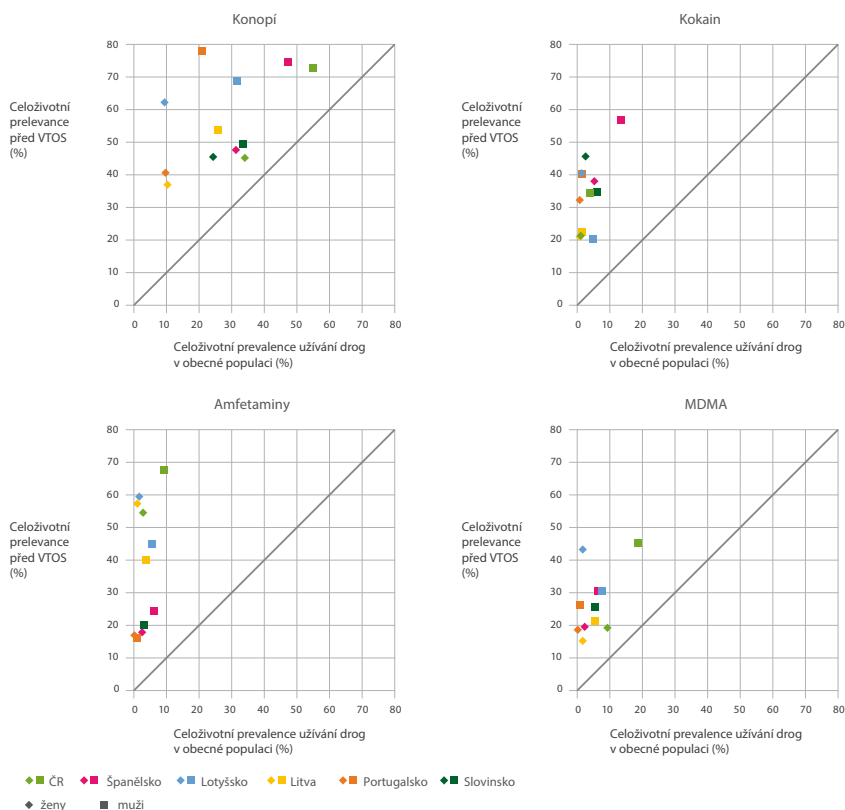 Konopí
Celoživotní
prelevance
před VTOS
(%)
80
70
60
50
40
30
20
10
0
0 10 20 30 40 50 60 70 80
Celoživotní prevalence užívání drog
v obecné populaci (%)
Kokain
Celoživotní
prelevance
před VTOS
(%)
80
70
60
50
40
30
20
10
0
0 10 20 30 40 50 60 70 80
Celoživotní prevalence užívání drog
v obecné populaci (%)
Amfetaminy
Celoživotní
prelevance
před VTOS
(%)
80
70
60
50
40
30
20
10
0
0 10 20 30 40 50 60 70 80
Celoživotní prevalence užívání drog
v obecné populaci (%)
MDMA
Celoživotní
prelevance
před VTOS
(%)
80
70
60
50
40
30
20
10
0
0 10 20 30 40 50 60 70 80
Celoživotní prevalence užívání drog
v obecné populaci (%)
ČR Španělsko Lotyšsko Litva Portugalsko Slovinsko
ženy muži